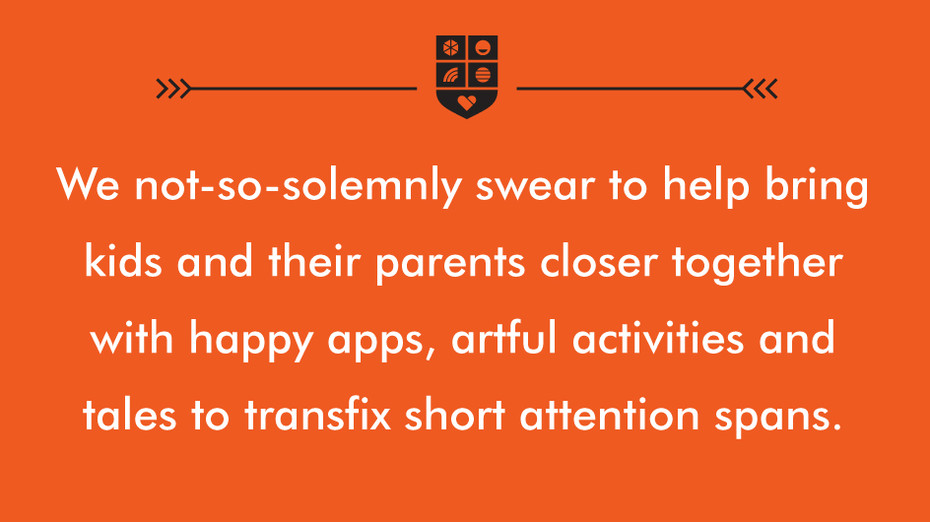 We not-so-solemnly swear to help bring
kids and their parents closer together
with happy apps, artful activities and
tales to transfix short attention spans.